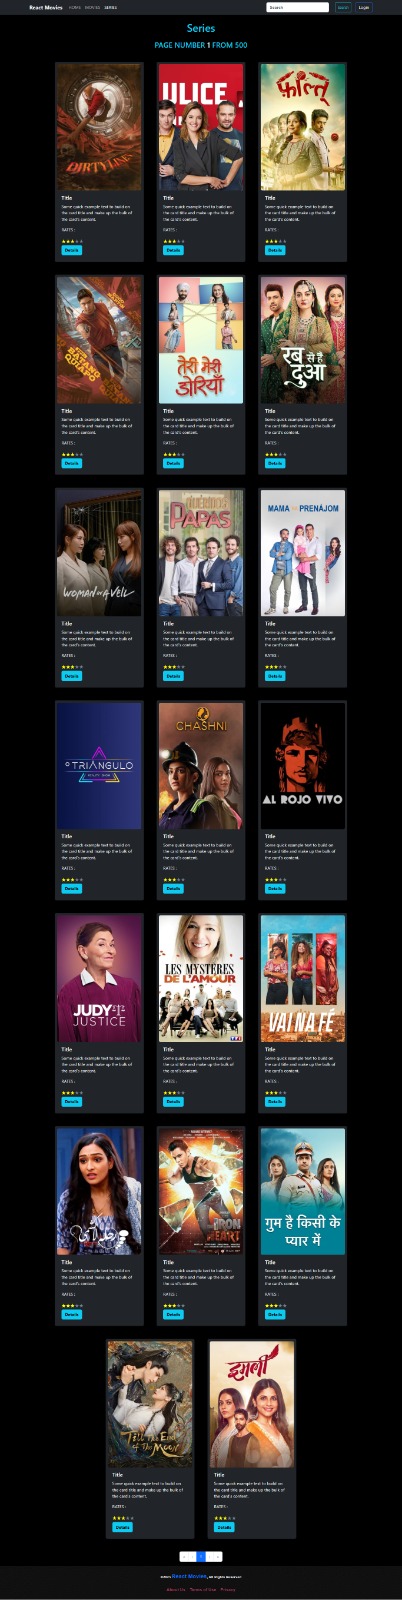 React Movies HOME MOVIES SERIES Search Search Login
Series
PAGE NUMBER 1 FROM 500
DIRTY LINEN
फ़ाल्तू
Title
Some quick example text to build on
the card title and make up the bulk of
the card's content.
RATES :
Details
Title
Some quick example text to build on
the card title and make up the bulk of
the card's content.
RATES :
Details
Title
Some quick example text to build on
the card title and make up the bulk of
the card's content.
RATES :
Details
BATANG
QUIAPO
तेरी मेरी
डोरियाँ
रब से है
दुआ
Title
Some quick example text to build on
the card title and make up the bulk of
the card's content.
RATES :
Details
Title
Some quick example text to build on
the card title and make up the bulk of
the card's content.
RATES :
Details
Title
Some quick example text to build on
the card title and make up the bulk of
the card's content.
RATES :
Details
WOMAN IN A VEIL
PAPAS
MAMA NA PRENÁJOM
Title
Some quick example text to build on
the card title and make up the bulk of
the card's content.
RATES :
Details
Title
Some quick example text to build on
the card title and make up the bulk of
the card's content.
RATES :
Details
Title
Some quick example text to build on
the card title and make up the bulk of
the card's content.
RATES :
Details
O TRIÂNGULO
REALITY SHOW
CHASHNI
AL ROJO VIVO
Title
Some quick example text to build on
the card title and make up the bulk of
the card's content.
RATES :
Details
Title
Some quick example text to build on
the card title and make up the bulk of
the card's content.
RATES :
Details
Title
Some quick example text to build on
the card title and make up the bulk of
the card's content.
RATES :
Details
JUDY
JUSTICE
LES MYSTÈRES
DE L'AMOUR
TF1
VAI NA FÉ
Title
Some quick example text to build on
the card title and make up the bulk of
the card's content.
RATES :
Details
Title
Some quick example text to build on
the card title and make up the bulk of
the card's content.
RATES :
Details
Title
Some quick example text to build on
the card title and make up the bulk of
the card's content.
RATES :
Details
THE IRON
HEART
गुम है किसी के
प्यार में
Title
Some quick example text to build on
the card title and make up the bulk of
the card's content.
RATES :
Details
Title
Some quick example text to build on
the card title and make up the bulk of
the card's content.
RATES :
Details
Title
Some quick example text to build on
the card title and make up the bulk of
the card's content.
RATES :
Details
Till The End
of The Moon
इमली
Title
Some quick example text to build on
the card title and make up the bulk of
the card's content.
RATES :
Details
Title
Some quick example text to build on
the card title and make up the bulk of
the card's content.
RATES :
Details
1
React Movies, All Rights Reserved
About Us Terms of Use Privacy